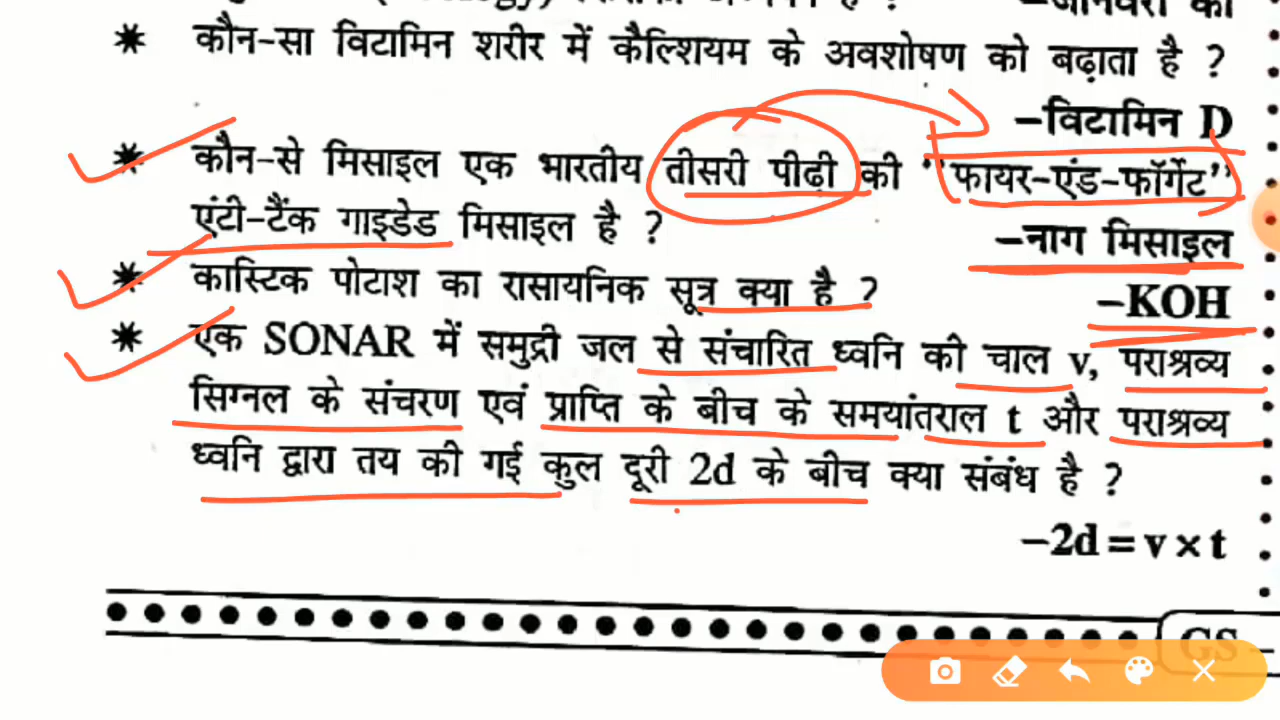 कौन-सा विटामिन शरीर में कैल्शियम के अवशोषण को बढ़ाता है ?
–विटामिन D
कौन-से मिसाइल एक भारतीय तीसरी पीढ़ी की "फायर-एंड-फॉर्गेट"
एंटी-टैंक गाइडेड मिसाइल है ?
–नाग मिसाइल
कास्टिक पोटाश का रासायनिक सूत्र क्या है ?
–KOH
एक SONAR में समुद्री जल से संचारित ध्वनि की चाल v, पराश्रव्य
सिग्नल के संचरण एवं प्राप्ति के बीच के समयांतराल t और पराश्रव्य
ध्वनि द्वारा तय की गई कुल दूरी 2d के बीच क्या संबंध है ?
–2d = v × t
GS